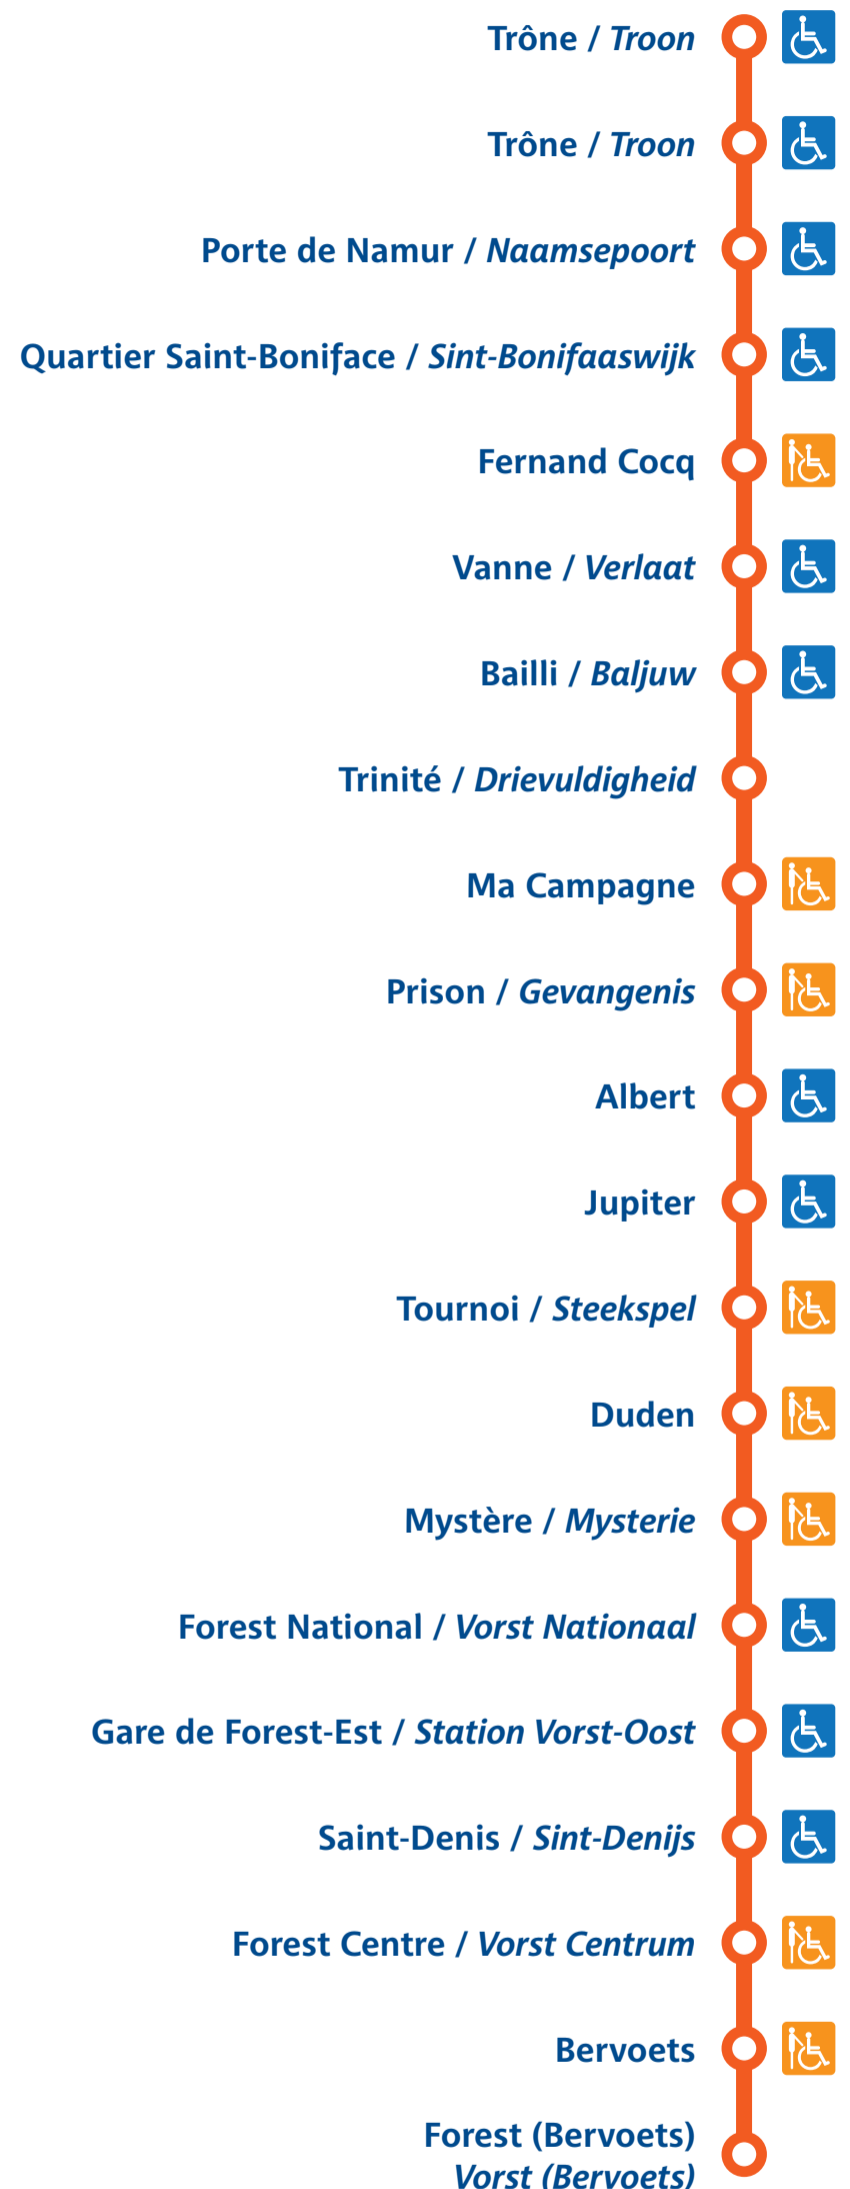 Trône / Troon
Trône / Troon
Porte de Namur / Naamsepoort
Quartier Saint-Boniface / Sint-Bonifaaswijk
Fernand Cocq
Vanne / Verlaat
Bailli / Baljuw
Trinité / Drievuldigheid
Ma Campagne
Prison / Gevangenis
Albert
Jupiter
Tournoi / Steekspel
Duden
Mystère / Mysterie
Forest National / Vorst Nationaal
Gare de Forest-Est / Station Vorst-Oost
Saint-Denis / Sint-Denijs
Forest Centre / Vorst Centrum
Bervoets
Forest (Bervoets)
Vorst (Bervoets)